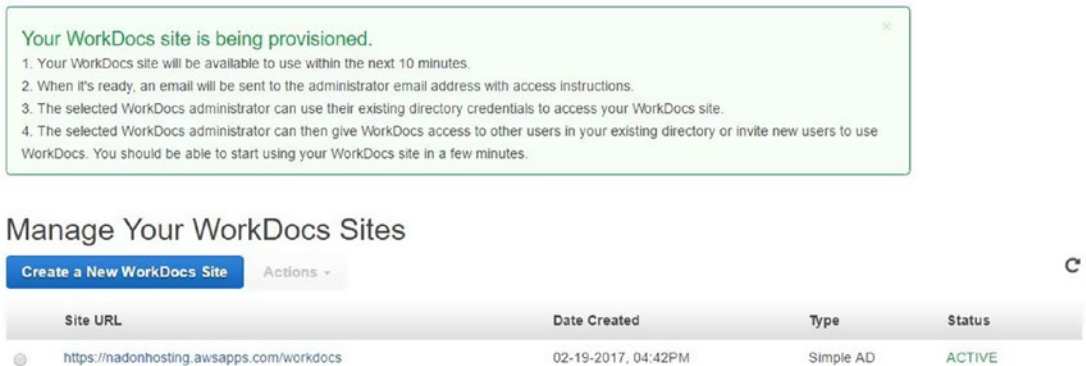 Your WorkDocs site is being provisioned.
1. Your WorkDocs site will be available to use within the next 10 minutes.
2. When it's ready, an email will be sent to the administrator email address with access instructions.
3. The selected WorkDocs administrator can use their existing directory credentials to access your WorkDocs site.
4. The selected WorkDocs administrator can then give WorkDocs access to other users in your existing directory or invite new users to use
WorkDocs. You should be able to start using your WorkDocs site in a few minutes.
Manage Your WorkDocs Sites
Create a New WorkDocs Site Actions
Site URL Date Created Type Status
https://nadonhosting.awsapps.com/workdocs 02-19-2017, 04:42PM Simple AD ACTIVE